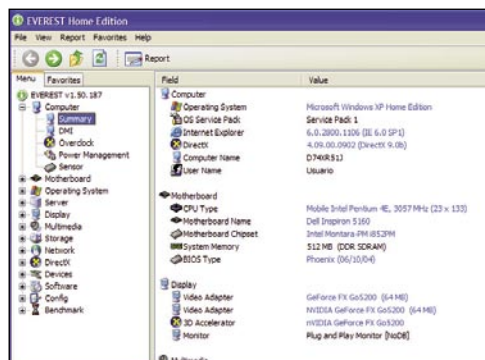 EVEREST Home Edition
File View Report Favorites Help
Report
Menu Favorites
EVEREST v1.50.187
Computer
Summary
DMI
Overclock
Power Management
Sensor
Motherboard
Operating System
Server
Display
Multimedia
Storage
Network
DirectX
Devices
Software
Config
Benchmark
Field Value
Computer
Operating System Microsoft Windows XP Home Edition
OS Service Pack Service Pack 1
Internet Explorer 6.0.2800.1106 (IE 6.0 SP1)
DirectX 4.09.00.0902 (DirectX 9.0b)
Computer Name D74XR51J
User Name Usuario
Motherboard
CPU Type Mobile Intel Pentium 4E, 3057 MHz (23 x 133)
Motherboard Name Dell Inspiron 5160
Motherboard Chipset Intel Montara-PM i852PM
System Memory 512 MB (DDR SDRAM)
BIOS Type Phoenix (06/10/04)
Display
Video Adapter GeForce FX Go5200 (64 MB)
Video Adapter NVIDIA GeForce FX Go5200 (64 MB)
3D Accelerator nVIDIA GeForce FX Go5200
Monitor Plug and Play Monitor [NoDB]
Multimedia